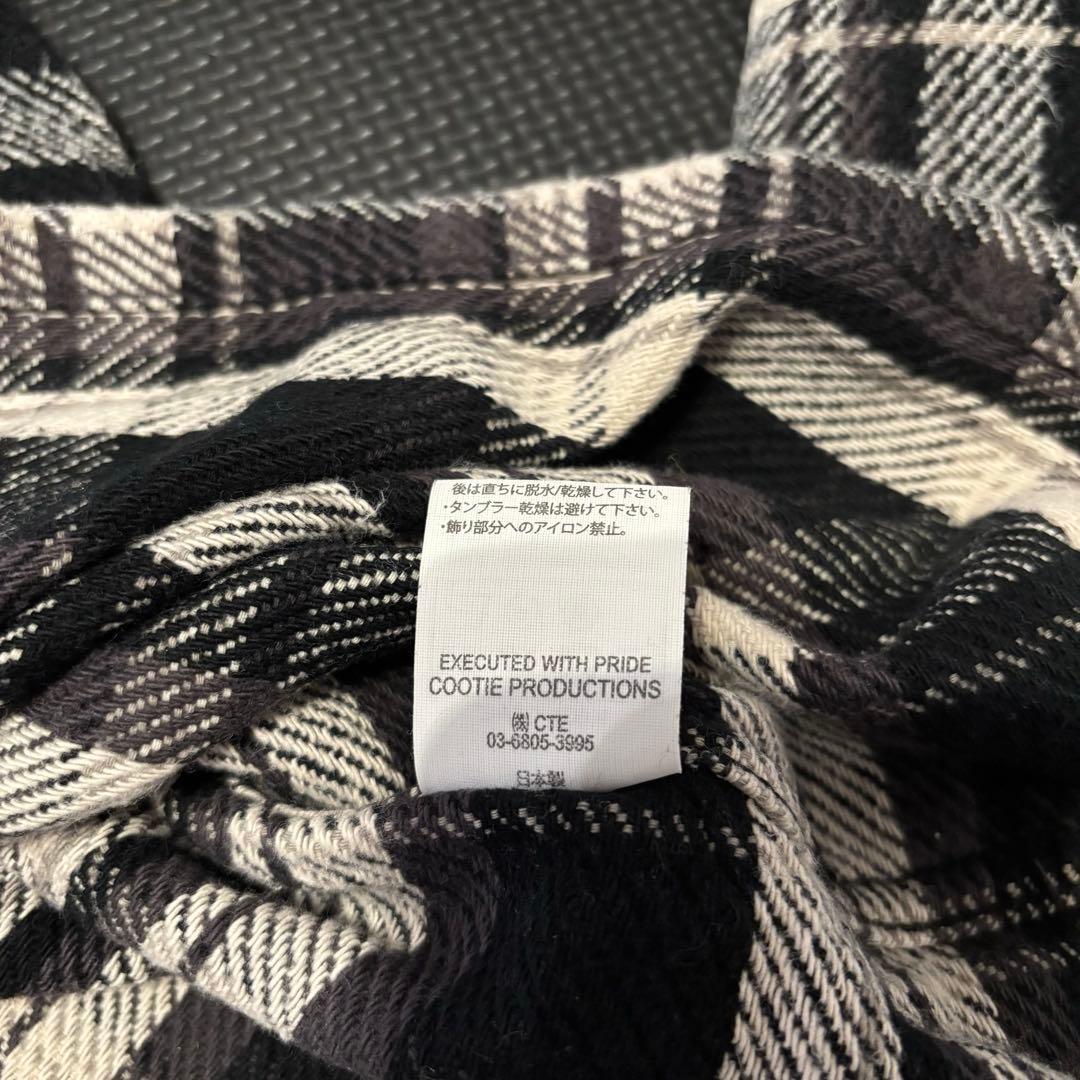 後は直ちに脱水/乾燥して下さい。
・タンブラー乾燥は避けて下さい。
・飾り部分へのアイロン禁止。
EXECUTED WITH PRIDE
COOTIE PRODUCTIONS
㈱ CTE
03-6805-3995
日本製